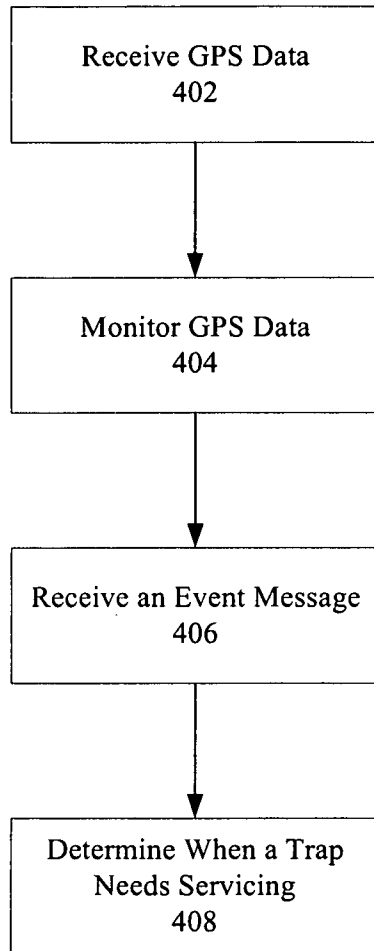 Receive GPS Data
402
Monitor GPS Data
404
Receive an Event Message
406
Determine When a Trap
Needs Servicing
408